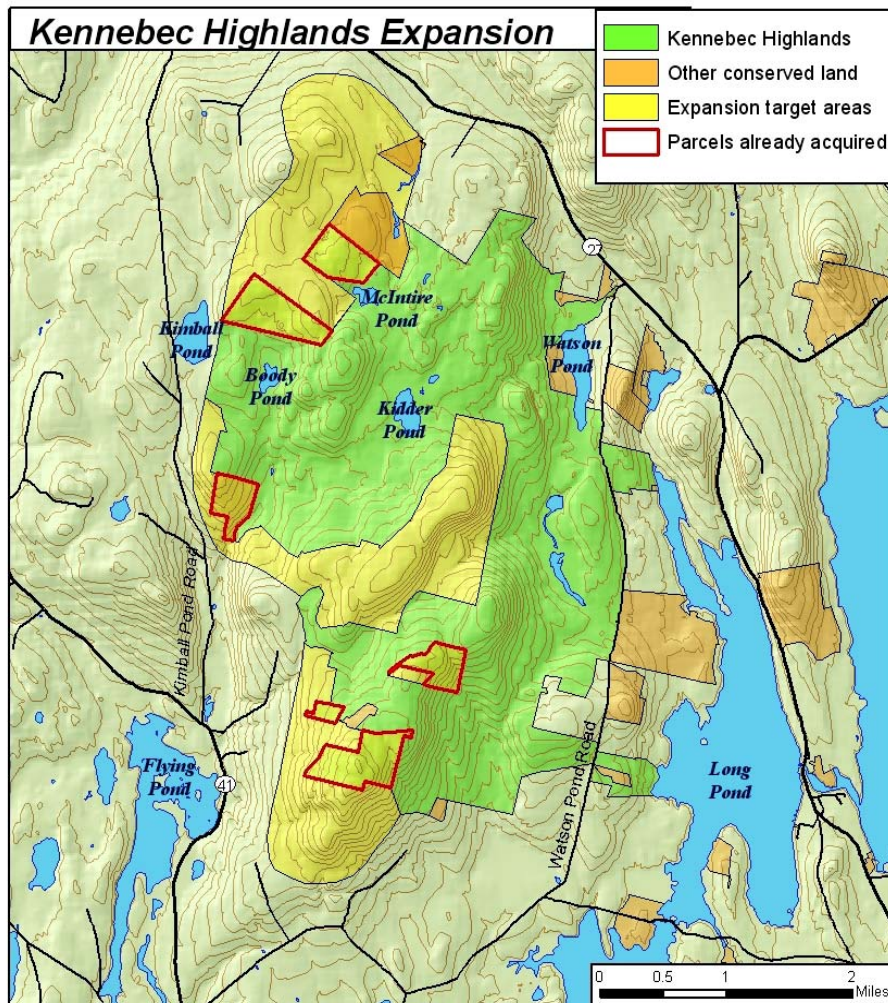 Kennebec Highlands Expansion
Kennebec Highlands
Other conserved land
Expansion target areas
Parcels already acquired
27
McIntire
Pond
Kimball
Pond
Watson
Pond
Boody
Pond
Kidder
Pond
Kimball Pond Road
Watson Pond Road
Flying
Pond
41
Long
Pond
0 0.5 1 2
Miles